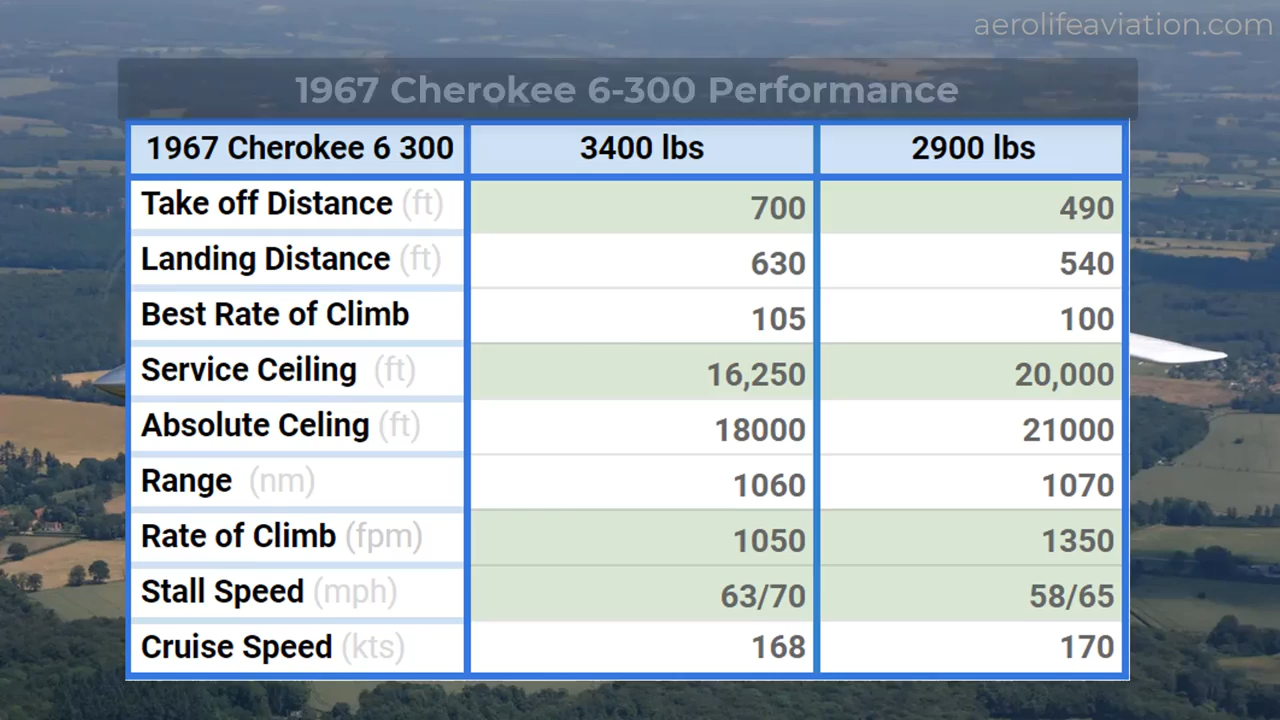 aerolifeaviation.com
1967 Cherokee 6-300 Performance
1967 Cherokee 6 300 3400 lbs 2900 lbs
Take off Distance (ft) 700 490
Landing Distance (ft) 630 540
Best Rate of Climb 105 100
Service Ceiling (ft) 16,250 20,000
Absolute Celing (ft) 18000 21000
Range (nm) 1060 1070
Rate of Climb (fpm) 1050 1350
Stall Speed (mph) 63/70 58/65
Cruise Speed (kts) 168 170